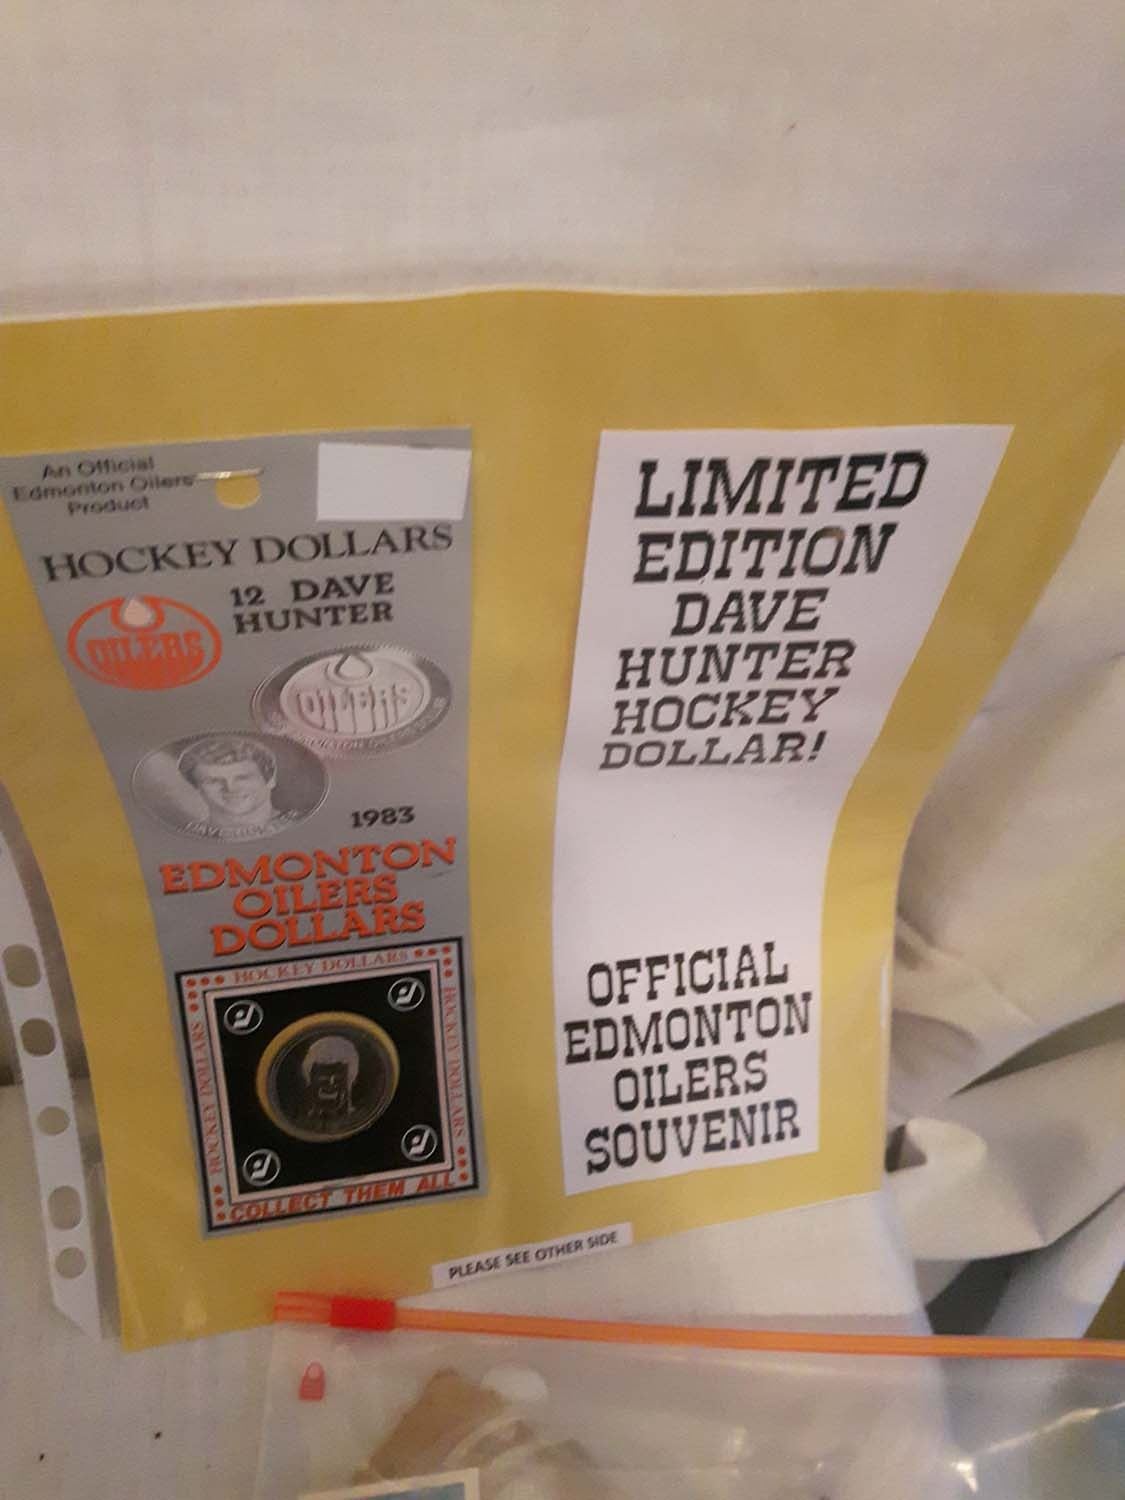 An Official
Edmonton Oilers
Product
HOCKEY DOLLARS
12 DAVE
HUNTER
OILERS
OILERS
1983
EDMONTON
OILERS
DOLLARS
HOCKEY DOLLARS
HOCKEY DOLLARS
HOCKEY DOLLARS
COLLECT THEM ALL
LIMITED
EDITION
DAVE
HUNTER
HOCKEY
DOLLAR!
OFFICIAL
EDMONTON
OILERS
SOUVENIR
PLEASE SEE OTHER SIDE